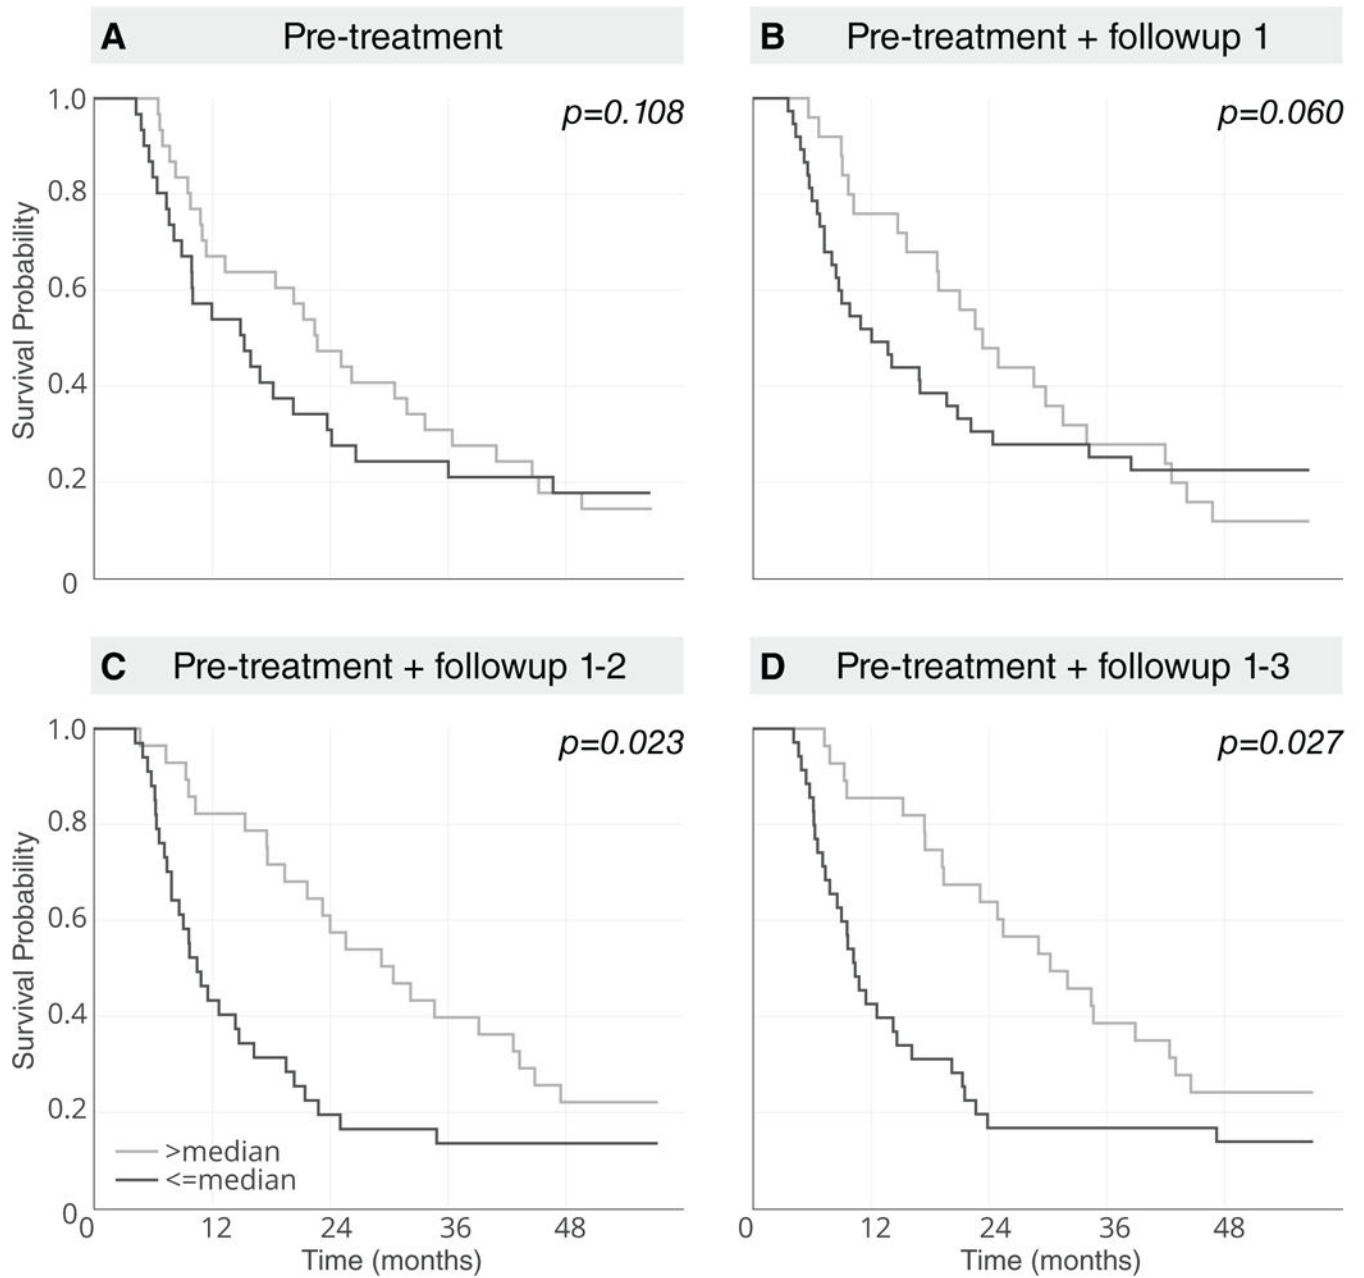 A Pre-treatment
B Pre-treatment + followup 1
1.0
0.8
0.6
0.4
0.2
0
Survival Probability
p=0.108
p=0.060
C Pre-treatment + followup 1-2
D Pre-treatment + followup 1-3
1.0
0.8
0.6
0.4
0.2
0
Survival Probability
p=0.023
p=0.027
>median
<=median
0 12 24 36 48
Time (months)
0 12 24 36 48
Time (months)